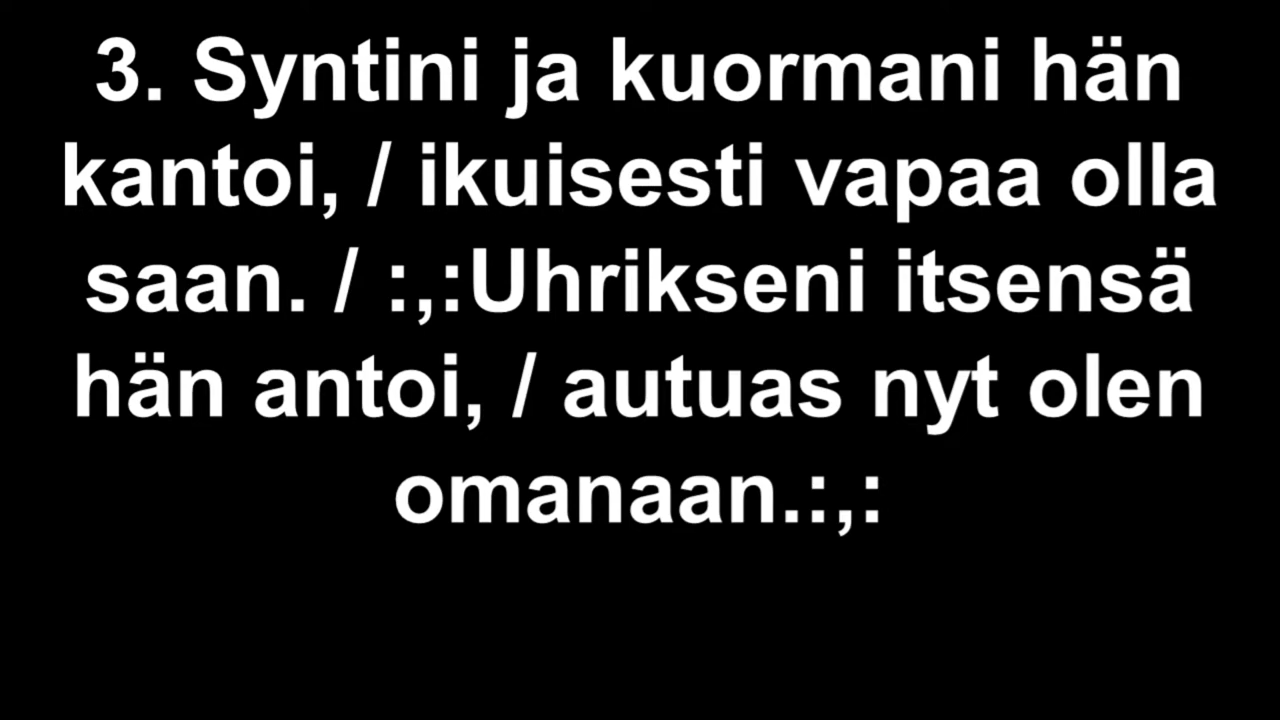 3. Syntini ja kuormani hän
kantoi, / ikuisesti vapaa olla
saan. / :,:Uhrikseni itsensä
hän antoi, / autuas nyt olen
omanaan.:,: